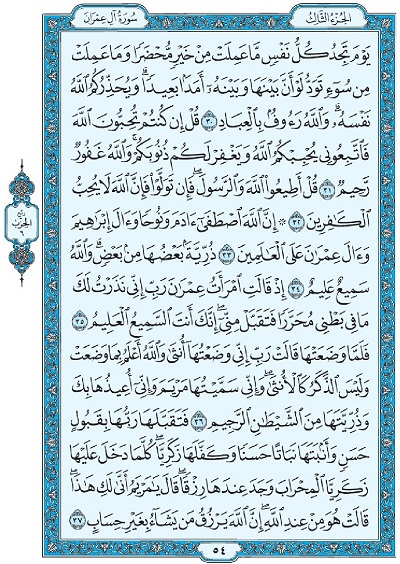 سورة آل عمران
الجزء الثالث
يَوْمَ تَجِدُ كُلُّ نَفْسٍ مَّا عَمِلَتْ مِنْ خَيْرٍ مُّحْضَرًا وَمَا عَمِلَتْ
مِن سُوٓءٍ تَوَدُّ لَوْ أَنَّ بَيْنَهَا وَبَيْنَهُۥٓ أَمَدًۢا بَعِيدًا ۗ وَيُحَذِّرُكُمُ ٱللَّهُ
نَفْسَهُۥ ۗ وَٱللَّهُ رَءُوفٌۢ بِٱلْعِبَادِ ٣٠ قُلْ إِن كُنتُمْ تُحِبُّونَ ٱللَّهَ
فَٱتَّبِعُونِى يُحْبِبْكُمُ ٱللَّهُ وَيَغْفِرْ لَكُمْ ذُنُوبَكُمْ ۗ وَٱللَّهُ غَفُورٌ
رَّحِيمٌ ٣١ قُلْ أَطِيعُوا۟ ٱللَّهَ وَٱلرَّسُولَ ۖ فَإِن تَوَلَّوْا۟ فَإِنَّ ٱللَّهَ لَا يُحِبُّ
ٱلْكَـٰفِرِينَ ٣٢ ۞ إِنَّ ٱللَّهَ ٱصْطَفَىٰٓ ءَادَمَ وَنُوحًا وَءَالَ إِبْرَٰهِيمَ
وَءَالَ عِمْرَٰنَ عَلَى ٱلْعَـٰلَمِينَ ٣٣ ذُرِّيَّةًۢ بَعْضُهَا مِنۢ بَعْضٍ ۗ وَٱللَّهُ
سَمِيعٌ عَلِيمٌ ٣٤ إِذْ قَالَتِ ٱمْرَأَتُ عِمْرَٰنَ رَبِّ إِنِّى نَذَرْتُ لَكَ
مَا فِى بَطْنِى مُحَرَّرًا فَتَقَبَّلْ مِنِّىٓ ۖ إِنَّكَ أَنتَ ٱلسَّمِيعُ ٱلْعَلِيمُ ٣٥
فَلَمَّا وَضَعَتْهَا قَالَتْ رَبِّ إِنِّى وَضَعْتُهَآ أُنثَىٰ وَٱللَّهُ أَعْلَمُ بِمَا وَضَعَتْ
وَلَيْسَ ٱلذَّكَرُ كَٱلْأُنثَىٰ ۖ وَإِنِّى سَمَّيْتُهَا مَرْيَمَ وَإِنِّىٓ أُعِيذُهَا بِكَ
وَذُرِّيَّتَهَا مِنَ ٱلشَّيْطَـٰنِ ٱلرَّجِيمِ ٣٦ فَتَقَبَّلَهَا رَبُّهَا بِقَبُولٍ
حَسَنٍ وَأَنۢبَتَهَا نَبَاتًا حَسَنًا وَكَفَّلَهَا زَكَرِيَّا ۖ كُلَّمَا دَخَلَ عَلَيْهَا
زَكَرِيَّا ٱلْمِحْرَابَ وَجَدَ عِندَهَا رِزْقًا ۖ قَالَ يَـٰمَرْيَمُ أَنَّىٰ لَكِ هَـٰذَا ۖ
قَالَتْ هُوَ مِنْ عِندِ ٱللَّهِ ۖ إِنَّ ٱللَّهَ يَرْزُقُ مَن يَشَآءُ بِغَيْرِ حِسَابٍ ٣٧
ربع
الحزب
٥٤